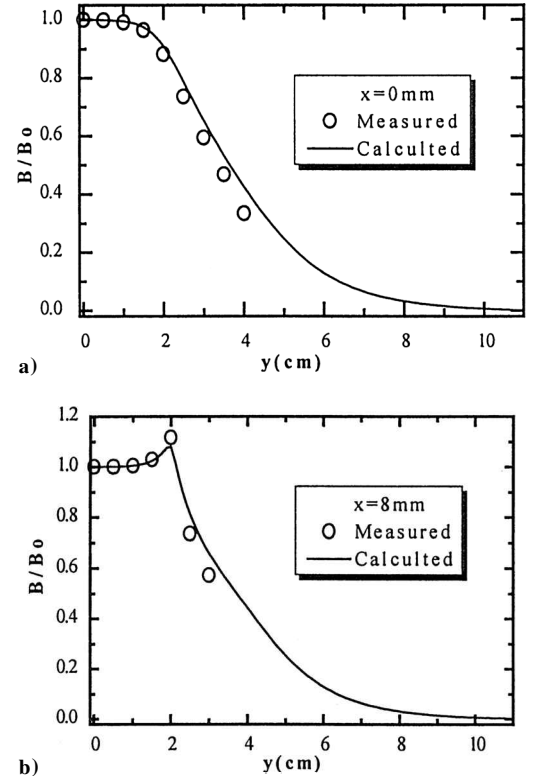 1.0
0.8
0.6
0.4
0.2
0.0
B/Bo
x=0mm
Measured
Calculted
0 2 4 6 8 10
y(cm)
a)
1.2
1.0
0.8
0.6
0.4
0.2
0.0
B/Bo
x=8mm
Measured
Calculted
0 2 4 6 8 10
y(cm)
b)